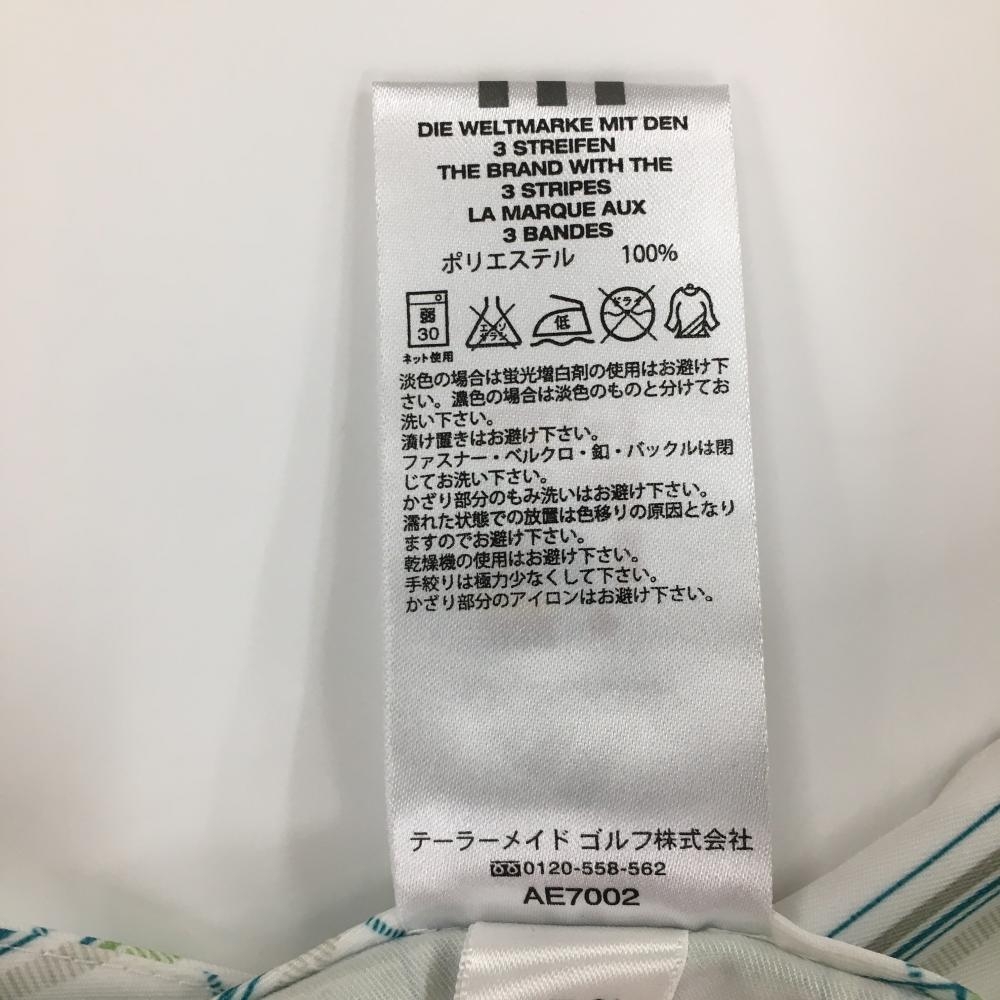 DIE WELTMARKE MIT DEN
3 STREIFEN
THE BRAND WITH THE
3 STRIPES
LA MARQUE AUX
3 BANDES
ポリエステル 100%
弱
30
エンソ
サラシ
低
ドライ
ネット使用
淡色の場合は蛍光増白剤の使用はお避け下
さい。濃色の場合は淡色のものと分けてお
洗い下さい。
漬け置きはお避け下さい。
ファスナー・ベルクロ・釦・バックルは閉
じてお洗い下さい。
かざり部分のもみ洗いはお避け下さい。
濡れた状態での放置は色移りの原因となり
ますのでお避け下さい。
乾燥機の使用はお避け下さい。
手絞りは極力少なくして下さい。
かざり部分のアイロンはお避け下さい。
テーラーメイド ゴルフ株式会社
0120-558-562
AE7002